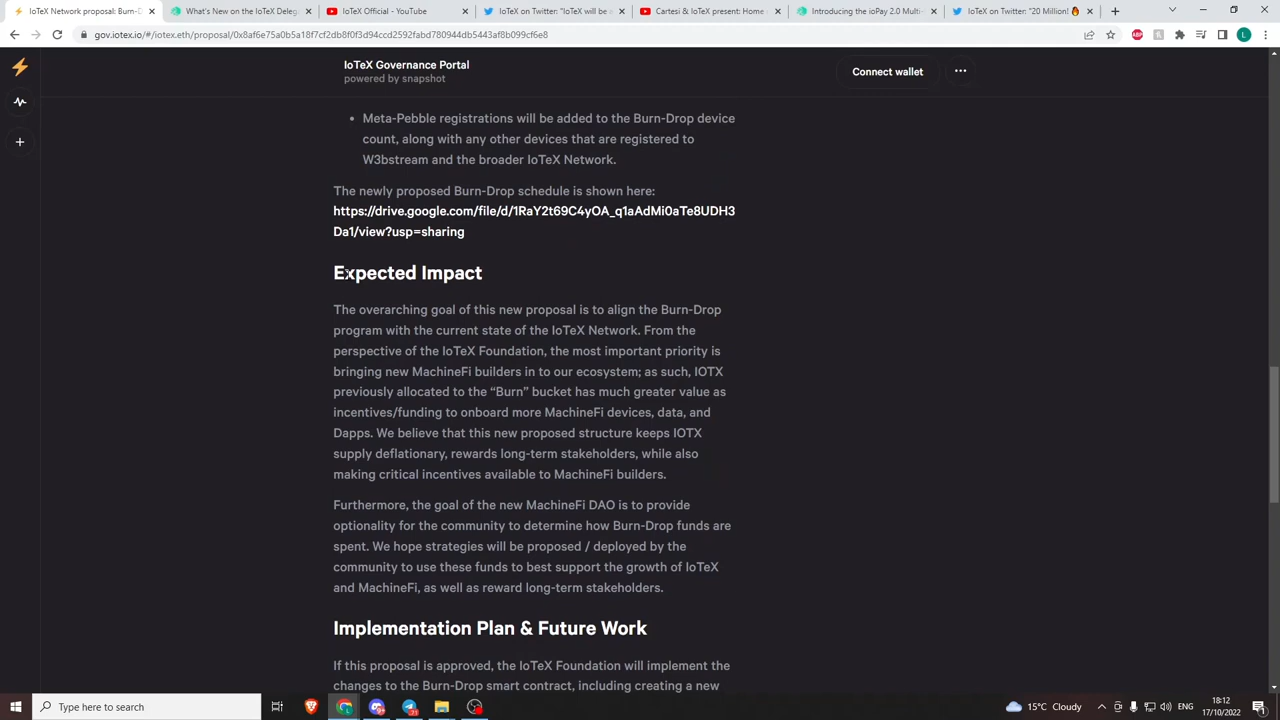 IoTeX Network proposal: Burn-D
What's New on the IoTeX Deleg
IoTeX Official - YouTube
IoTeX on Twitter: "IoTeX will be a
Cartesi & IoTeX present: Home
Introducing the ioPay 2.0 Multi-
IoTeX on Twitter: "20 Million! 🔥
gov.iotex.io/#/iotex.eth/proposal/0x8af6e75a0b5a18f7cf2db8f0f3d94ccd2592fabd780944db5443af8b099cf6e8
ABP
L
IoTeX Governance Portal
powered by snapshot
Connect wallet
• Meta-Pebble registrations will be added to the Burn-Drop device
count, along with any other devices that are registered to
W3bstream and the broader IoTeX Network.
The newly proposed Burn-Drop schedule is shown here:
https://drive.google.com/file/d/1RaY2t69C4yOA_q1aAdMi0aTe8UDH3
Da1/view?usp=sharing
Expected Impact
The overarching goal of this new proposal is to align the Burn-Drop
program with the current state of the IoTeX Network. From the
perspective of the IoTeX Foundation, the most important priority is
bringing new MachineFi builders in to our ecosystem; as such, IOTX
previously allocated to the “Burn” bucket has much greater value as
incentives/funding to onboard more MachineFi devices, data, and
Dapps. We believe that this new proposed structure keeps IOTX
supply deflationary, rewards long-term stakeholders, while also
making critical incentives available to MachineFi builders.
Furthermore, the goal of the new MachineFi DAO is to provide
optionality for the community to determine how Burn-Drop funds are
spent. We hope strategies will be proposed / deployed by the
community to use these funds to best support the growth of IoTeX
and MachineFi, as well as reward long-term stakeholders.
Implementation Plan & Future Work
If this proposal is approved, the IoTeX Foundation will implement the
changes to the Burn-Drop smart contract, including creating a new
Type here to search
15°C Cloudy
ENG
18:12
17/10/2022